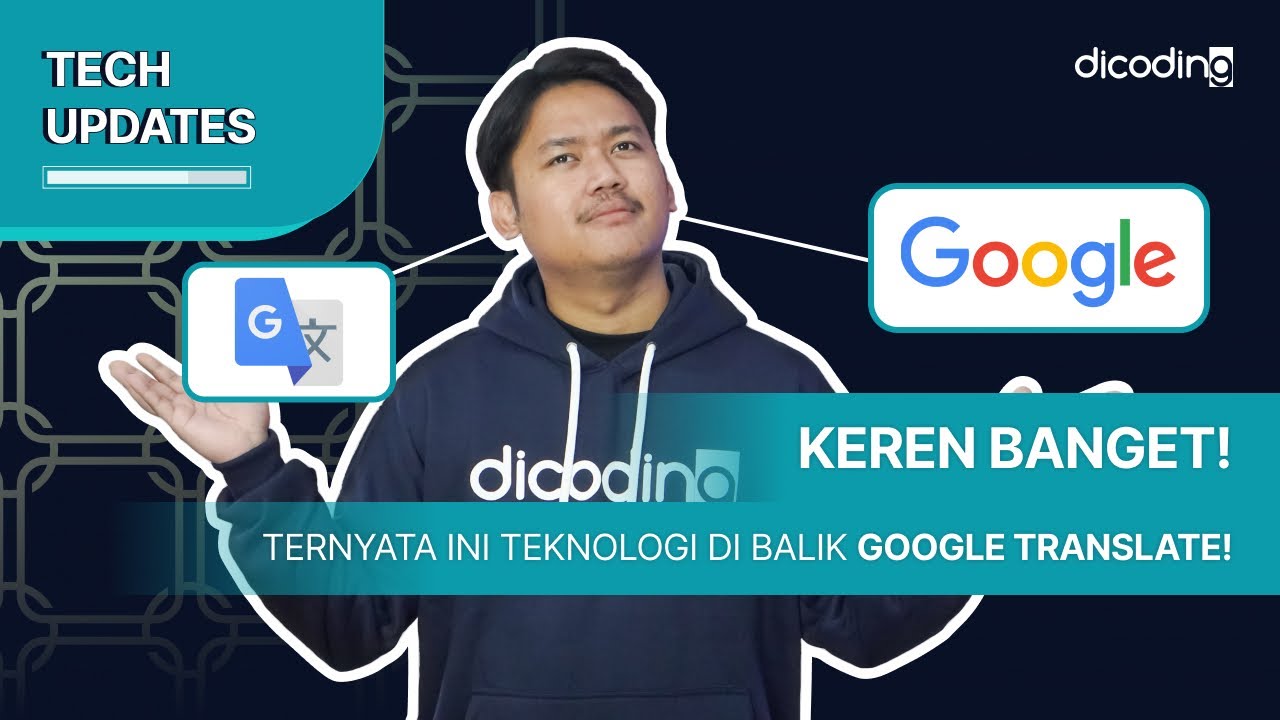 TECH
UPDATES
dicoding
Google
G 文
dicoding
KEREN BANGET!
TERNYATA INI TEKNOLOGI DI BALIK GOOGLE TRANSLATE!